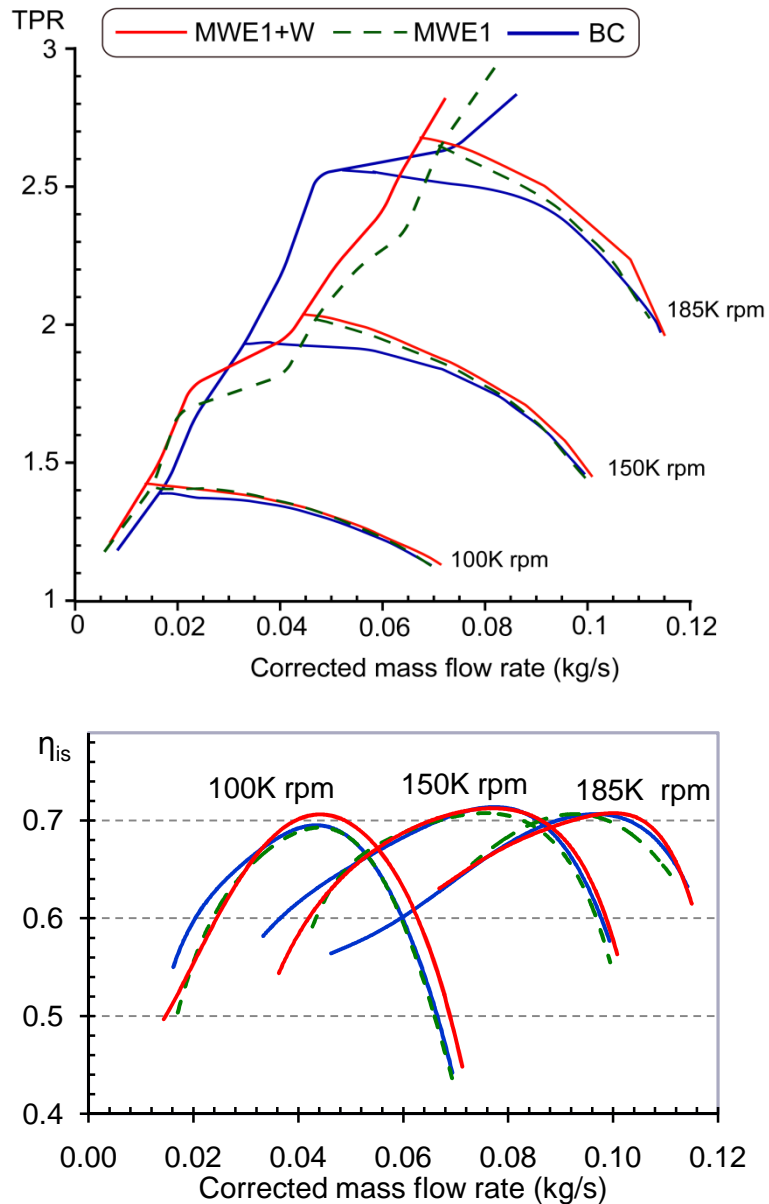 TPR
MWE1+W MWE1 BC
3
2.5
2
1.5
1
185K rpm
150K rpm
100K rpm
0 0.02 0.04 0.06 0.08 0.1 0.12
Corrected mass flow rate (kg/s)
ηis
100K rpm 150K rpm 185K rpm
0.7
0.6
0.5
0.4
0.00 0.02 0.04 0.06 0.08 0.10 0.12
Corrected mass flow rate (kg/s)